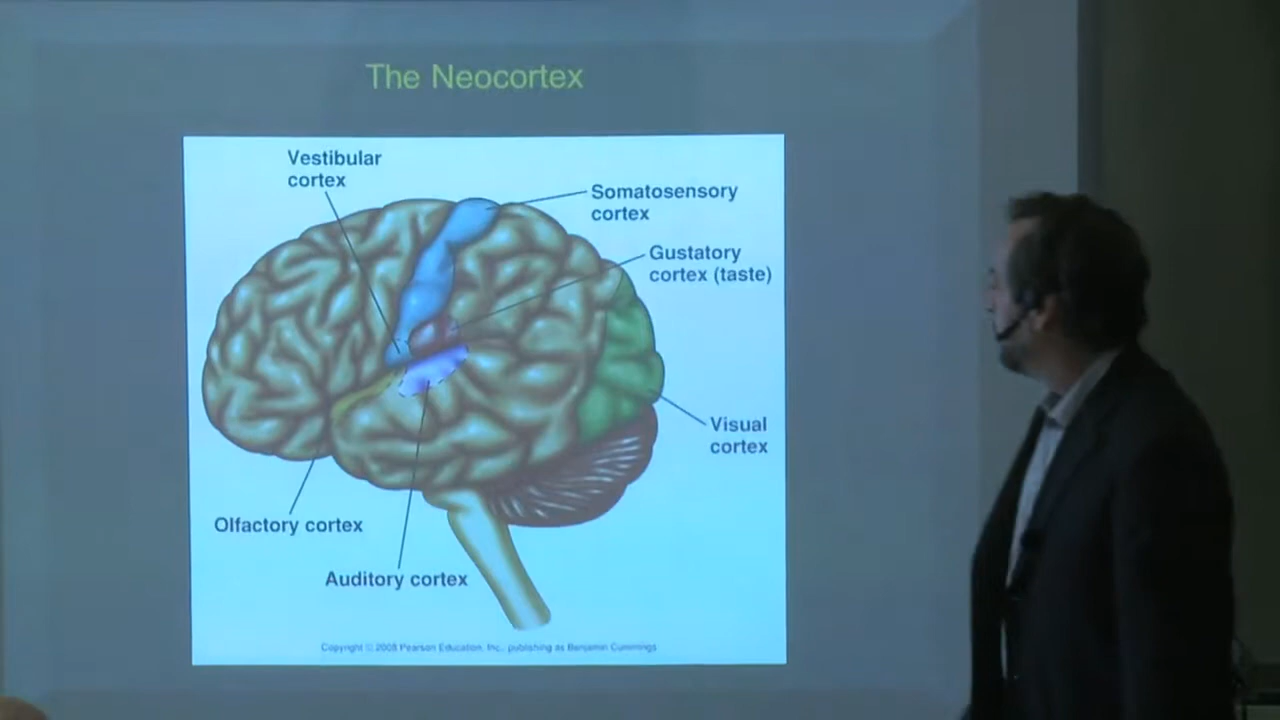 The Neocortex
Vestibular
cortex
Somatosensory
cortex
Gustatory
cortex (taste)
Visual
cortex
Olfactory cortex
Auditory cortex
Copyright © 2008 Pearson Education, Inc., publishing as Benjamin Cummings